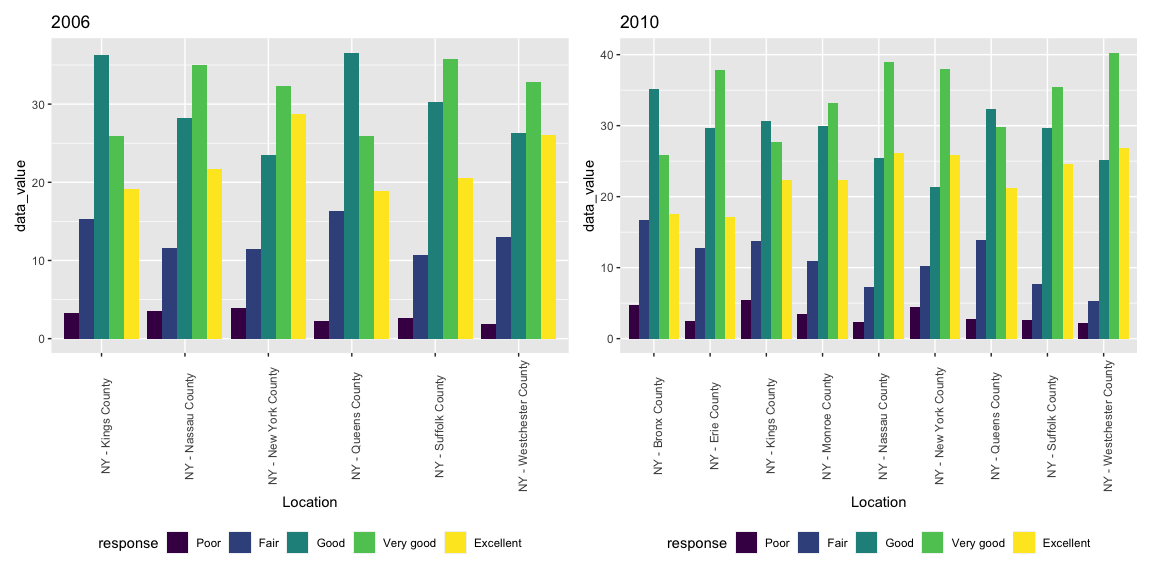 2006
data_value
30
20
10
0
NY - Kings County
NY - Nassau County
NY - New York County
NY - Queens County
NY - Suffolk County
NY - Westchester County
Location
response Poor Fair Good Very good Excellent
2010
data_value
40
30
20
10
0
NY - Bronx County
NY - Erie County
NY - Kings County
NY - Monroe County
NY - Nassau County
NY - New York County
NY - Queens County
NY - Suffolk County
NY - Westchester County
Location
response Poor Fair Good Very good Excellent